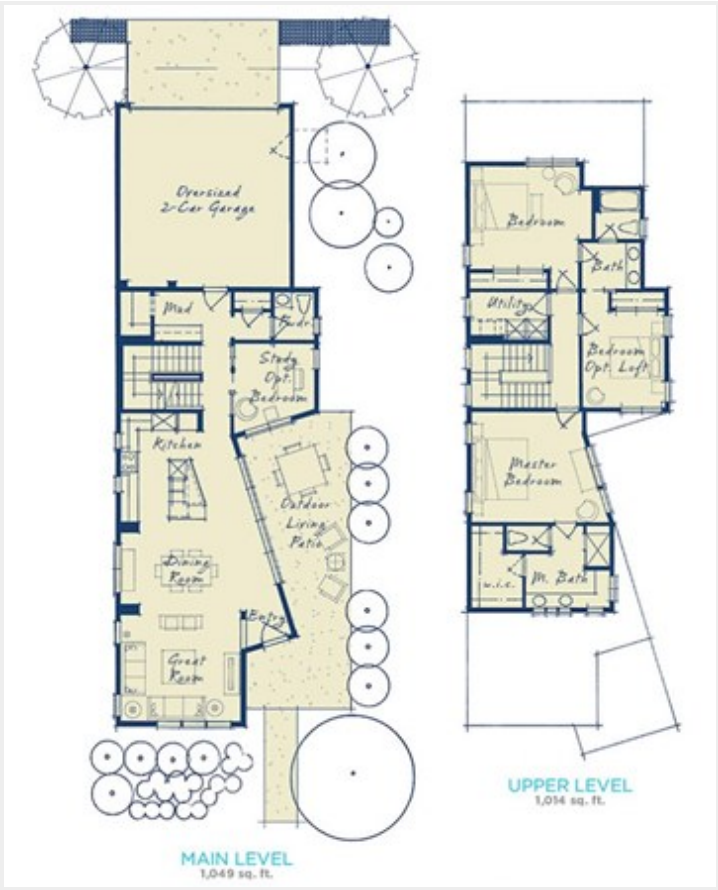 Oversized
2-Car Garage
Mud
Pwdr
Study
Opt.
Bedroom
Kitchen
Outdoor
Living
Patio
Dining
Room
Entry
Great
Room
MAIN LEVEL
1,049 sq. ft.
Bedroom
Bath
Utility
Bedroom
Opt. Loft
Master
Bedroom
w.i.c.
M. Bath
UPPER LEVEL
1,014 sq. ft.